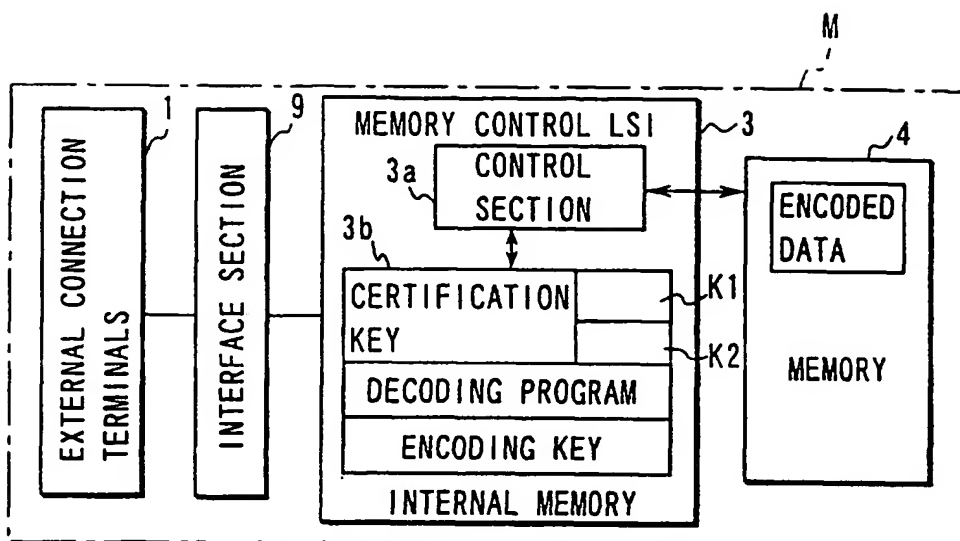 M
1
EXTERNAL CONNECTION
TERMINALS
9
INTERFACE SECTION
MEMORY CONTROL LSI
3
3a
CONTROL
SECTION
3b
CERTIFICATION
KEY
K1
K2
DECODING PROGRAM
ENCODING KEY
INTERNAL MEMORY
4
ENCODED
DATA
MEMORY